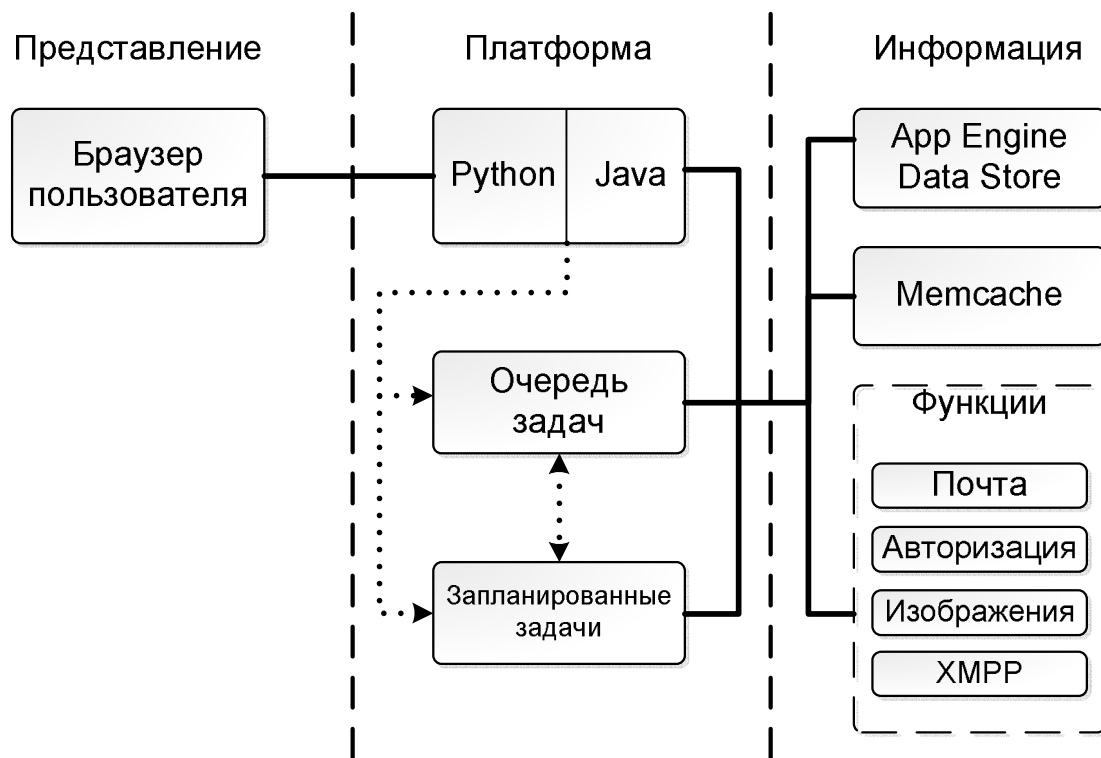 Представление
Платформа
Информация
Браузер
пользователя
Python
Java
App Engine
Data Store
Memcache
Очередь
задач
Функции
Почта
Авторизация
Изображения
XMPP
Запланированные
задачи